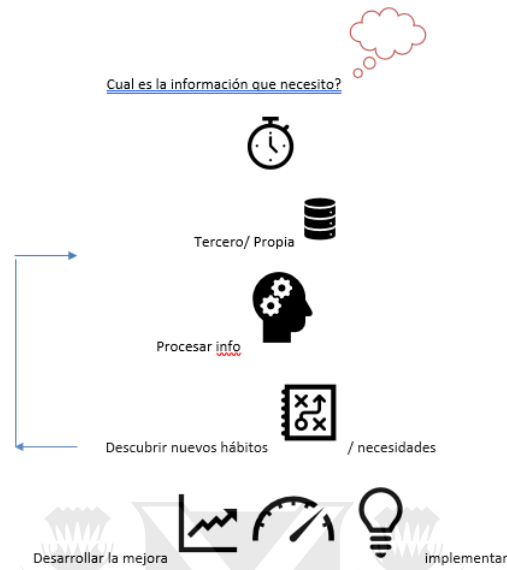 Cual es la información que necesito?
Tercero/ Propia
Procesar info
Descubrir nuevos hábitos / necesidades
Desarrollar la mejora implementar